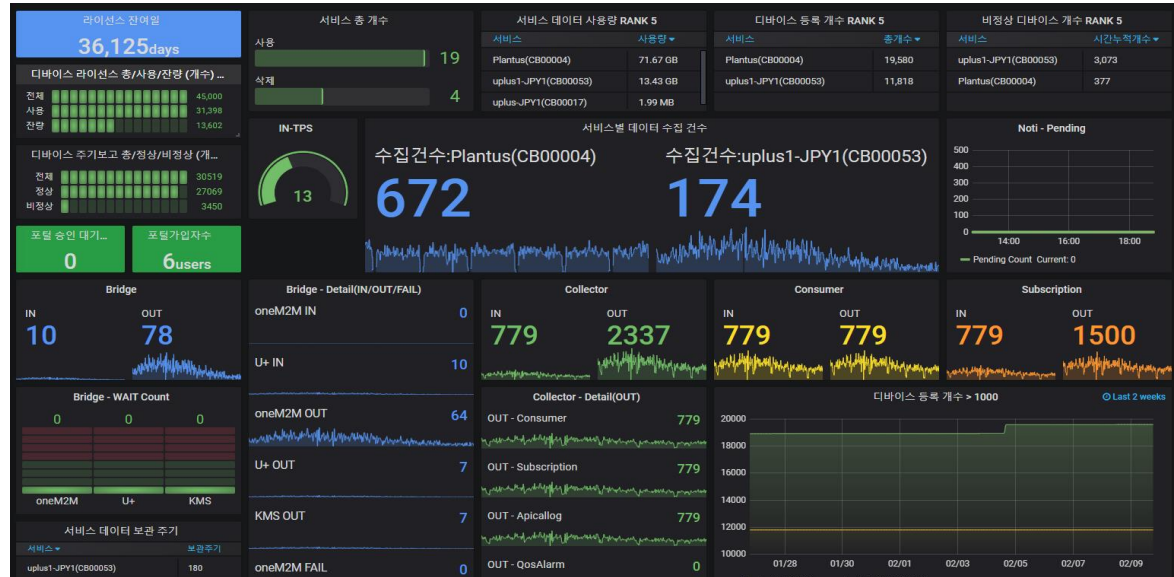 라이선스 잔여일
36,125days
디바이스 라이선스 총/사용/잔량 (개수) ...
전체 45,000
사용 31,398
잔량 13,602
디바이스 주기보고 총/정상/비정상 (개...
전체 30519
정상 27069
비정상 3450
포털 승인 대기...
0
포털가입자수
6users
서비스 총 개수
사용
19
삭제
4
서비스 데이터 사용량 RANK 5
서비스 사용량
Plantus(CB00004) 71.67 GB
uplus1-JPY1(CB00053) 13.43 GB
uplus-JPY1(CB00017) 1.99 MB
디바이스 등록 개수 RANK 5
서비스 총개수
Plantus(CB00004) 19,580
uplus1-JPY1(CB00053) 11,818
비정상 디바이스 개수 RANK 5
서비스 시간누적개수
uplus1-JPY1(CB00053) 3,073
Plantus(CB00004) 377
IN-TPS
13
서비스별 데이터 수집 건수
수집건수:Plantus(CB00004)
672
수집건수:uplus1-JPY1(CB00053)
174
Noti - Pending
500
400
300
200
100
0
14:00 16:00 18:00
Pending Count Current: 0
Bridge
IN OUT
10 78
Bridge - Detail(IN/OUT/FAIL)
oneM2M IN 0
U+ IN 10
oneM2M OUT 64
U+ OUT 7
KMS OUT 7
oneM2M FAIL 0
Collector
IN OUT
779 2337
Consumer
IN OUT
779 779
Subscription
IN OUT
779 1500
Bridge - WAIT Count
0 0 0
oneM2M U+ KMS
서비스 데이터 보관 주기
서비스 보관주기
uplus1-JPY1(CB00053) 180
Collector - Detail(OUT)
OUT - Consumer 779
OUT - Subscription 779
OUT - Apicallog 779
OUT - QosAlarm 0
디바이스 등록 개수 > 1000
Last 2 weeks
20000
18000
16000
14000
12000
10000
01/28 01/30 02/01 02/03 02/05 02/07 02/09